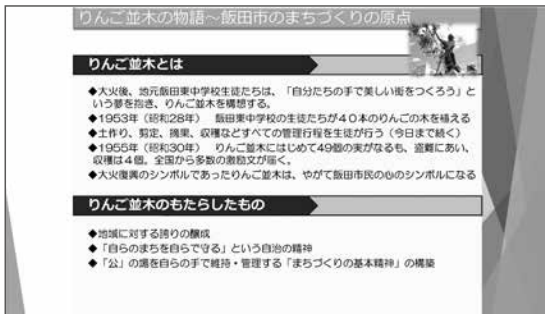 りんご並木の物語～飯田市のまちづくりの原点
りんご並木とは
◆大火後、地元飯田東中学校生徒たちは、「自分たちの手で美しい街をつくろう」と
いう夢を抱き、りんご並木を構想する。
◆1953年（昭和28年）　飯田東中学校の生徒たちが４０本のりんごの木を植える
◆土作り、剪定、摘果、収穫などすべての管理行程を生徒が行う（今日まで続く）
◆1955年（昭和30年）　りんご並木にはじめて49個の実がなるも、盗難にあい、
収穫は４個。全国から多数の激励文が届く。
◆大火復興のシンボルであったりんご並木は、やがて飯田市民の心のシンボルになる
りんご並木のもたらしたもの
◆地域に対する誇りの醸成
◆「自らのまちを自らで守る」という自治の精神
◆「公」の場を自らの手で維持・管理する「まちづくりの基本精神」の構築